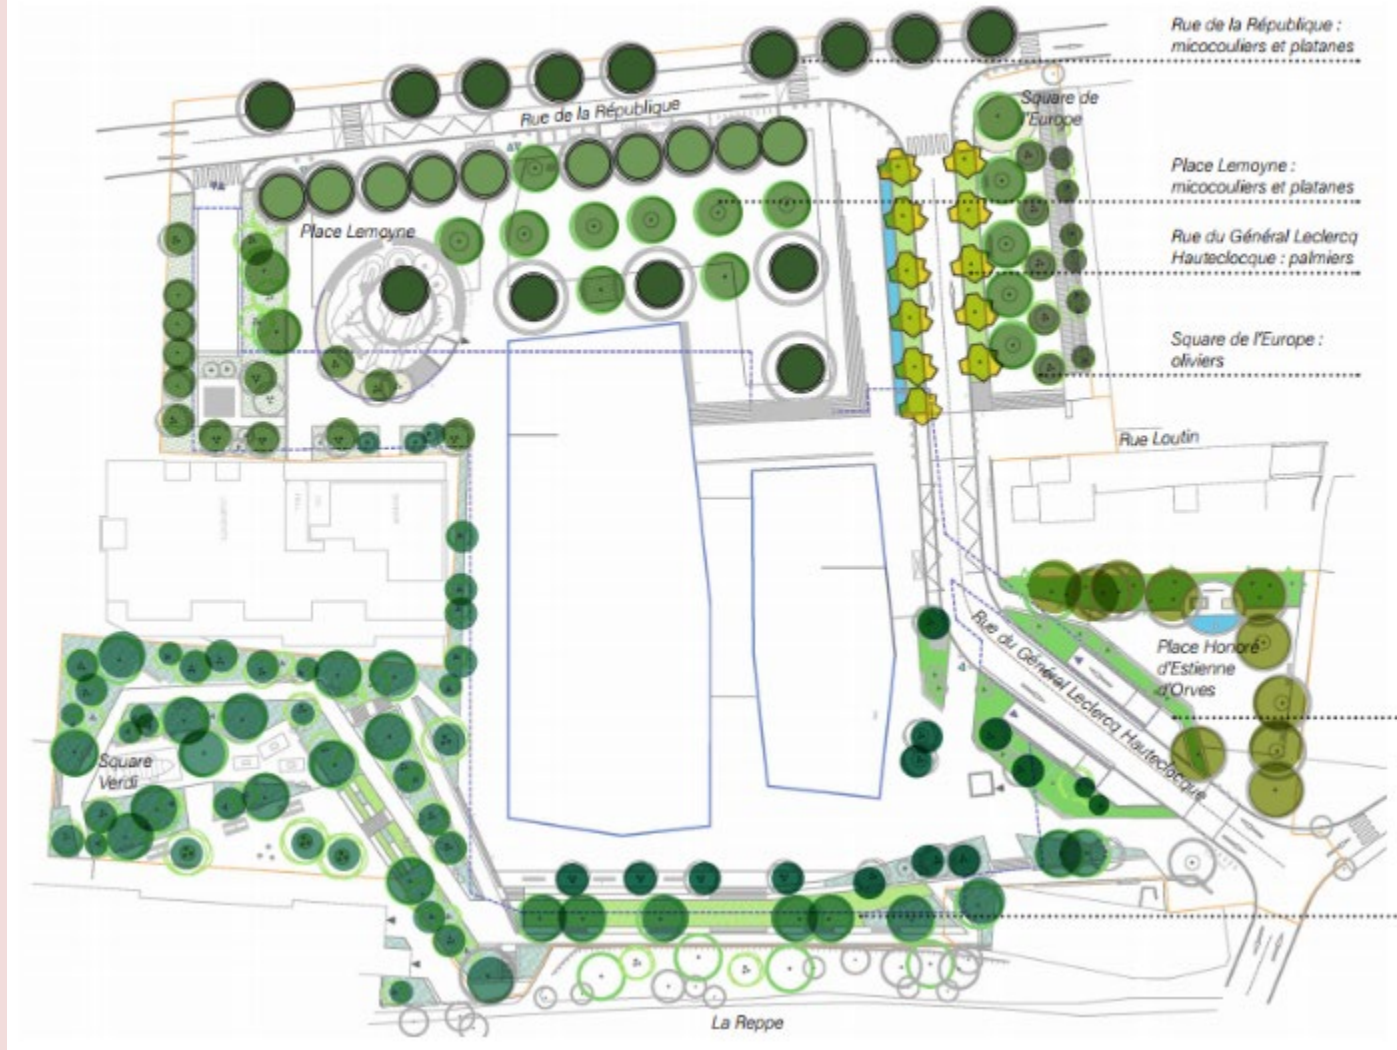 Rue de la République :
micocouliers et platanes
Rue de la République
Square de
l'Europe
Place Lemoyne :
micocouliers et platanes
Place Lemoyne
Rue du Général Leclercq
Hauteclocque : palmiers
Square de l'Europe :
oliviers
Rue Loutin
Rue du Général Leclercq Hauteclocque
Place Honoré
d'Estienne
d'Orves
Square
Verdi
La Reppe